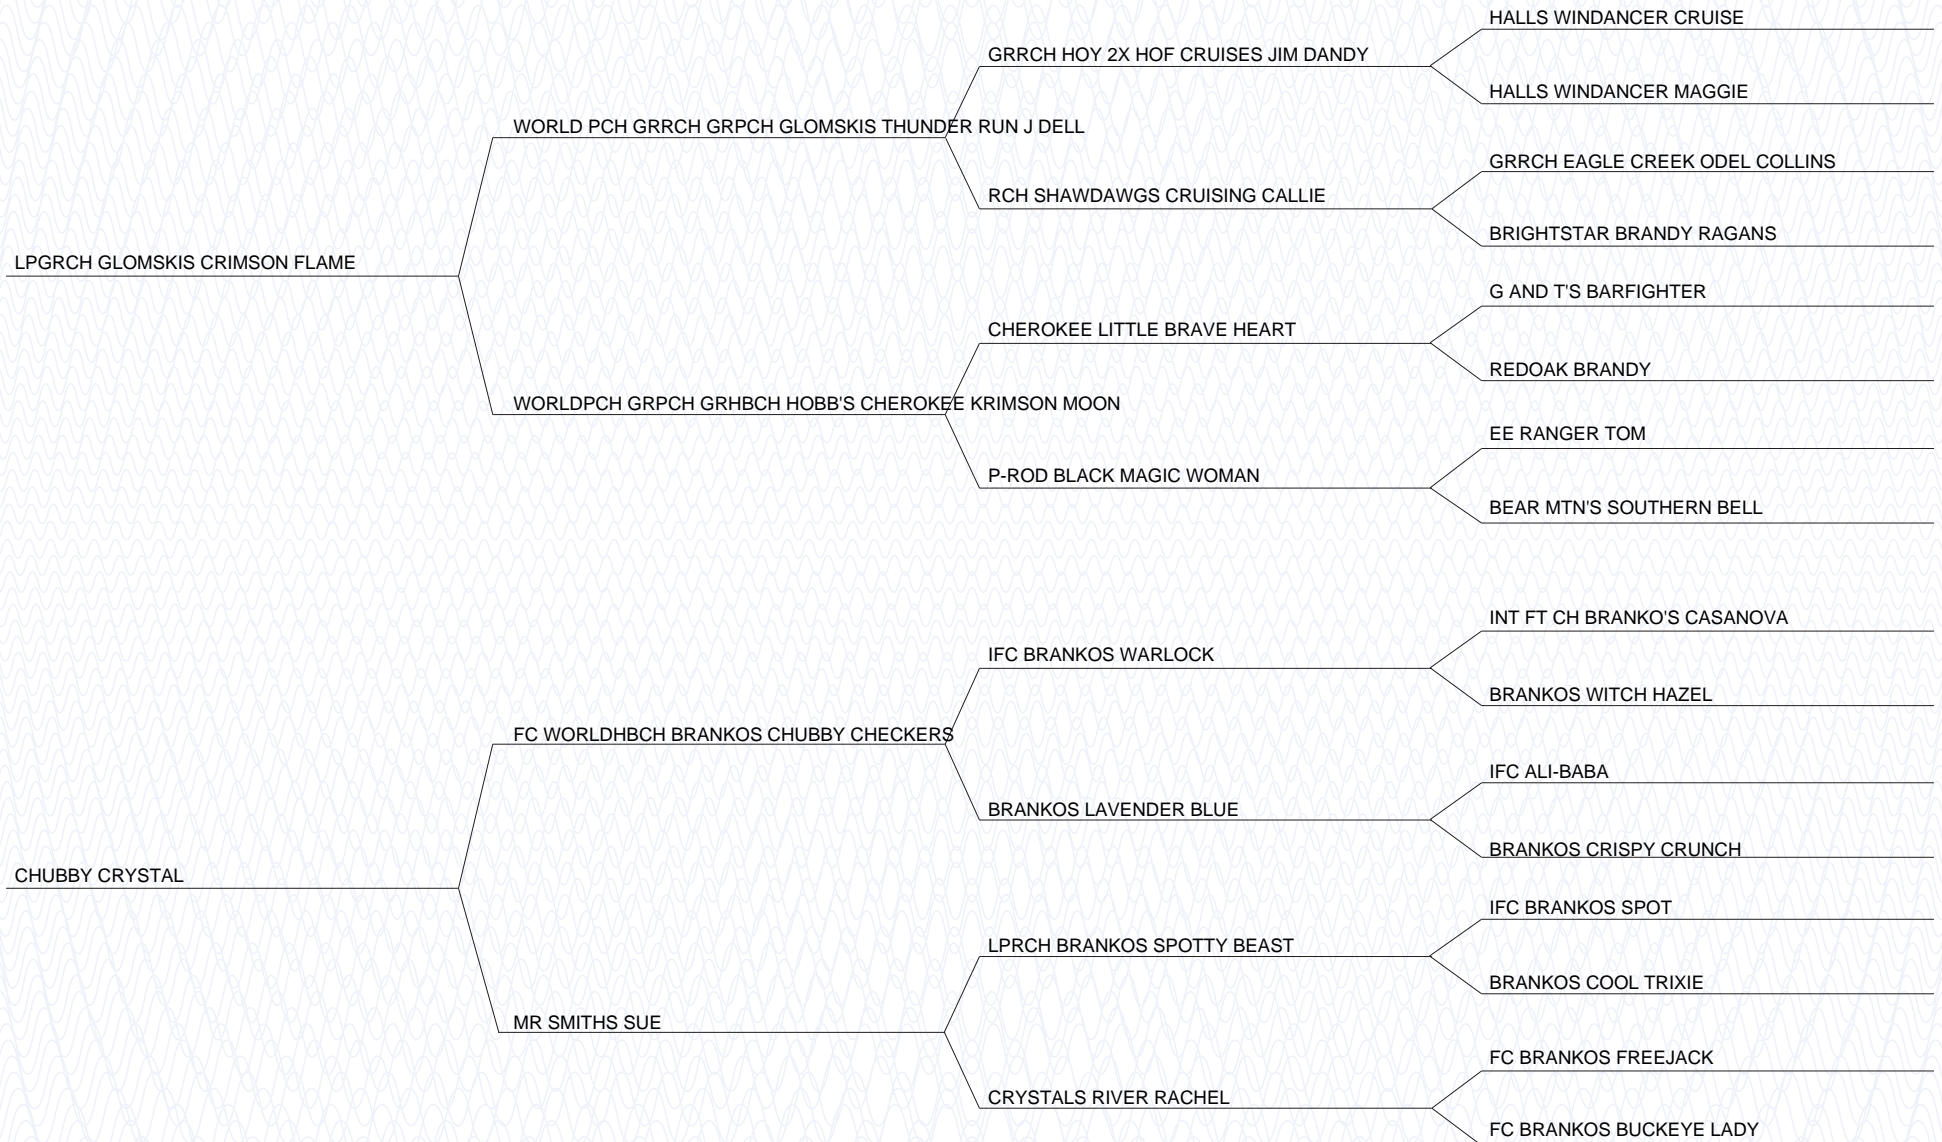 HALLS WINDANCER CRUISE
GRRCH HOY 2X HOF CRUISES JIM DANDY
HALLS WINDANCER MAGGIE
WORLD PCH GRRCH GRPCH GLOMSKIS THUNDER RUN J DELL
GRRCH EAGLE CREEK ODEL COLLINS
RCH SHAWDAWGS CRUISING CALLIE
BRIGHTSTAR BRANDY RAGANS
LPGRCH GLOMSKIS CRIMSON FLAME
G AND T'S BARFIGHTER
CHEROKEE LITTLE BRAVE HEART
REDOAK BRANDY
WORLDPCH GRPCH GRHBCH HOBB'S CHEROKEE KRIMSON MOON
EE RANGER TOM
P-ROD BLACK MAGIC WOMAN
BEAR MTN'S SOUTHERN BELL
INT FT CH BRANKO'S CASANOVA
IFC BRANKOS WARLOCK
BRANKOS WITCH HAZEL
FC WORLDHBCH BRANKOS CHUBBY CHECKERS
IFC ALI-BABA
BRANKOS LAVENDER BLUE
BRANKOS CRISPY CRUNCH
CHUBBY CRYSTAL
IFC BRANKOS SPOT
LPRCH BRANKOS SPOTTY BEAST
BRANKOS COOL TRIXIE
MR SMITHS SUE
FC BRANKOS FREEJACK
CRYSTALS RIVER RACHEL
FC BRANKOS BUCKEYE LADY